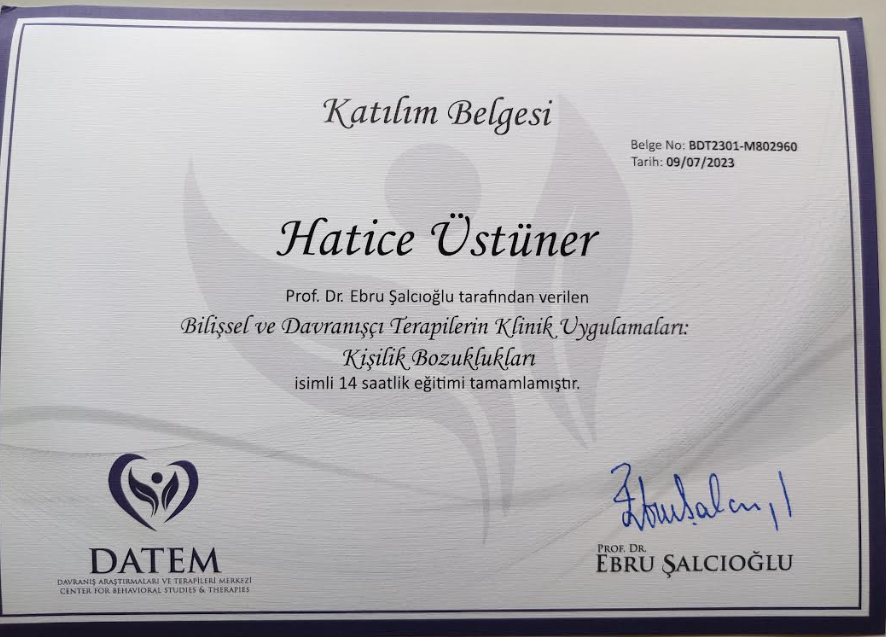 Katılım Belgesi
Belge No: BDT2301-M802960
Tarih: 09/07/2023
Hatice Üstüner
Prof. Dr. Ebru Şalcıoğlu tarafından verilen
Bilişsel ve Davranışçı Terapilerin Klinik Uygulamaları:
Kişilik Bozuklukları
isimli 14 saatlik eğitimi tamamlamıştır.
DATEM
DAVRANIŞ ARAŞTIRMALARI VE TERAPİLERİ MERKEZİ
CENTER FOR BEHAVIORAL STUDIES & THERAPIES
Ebru Şalcıoğlu
PROF. DR.
EBRU ŞALCIOĞLU